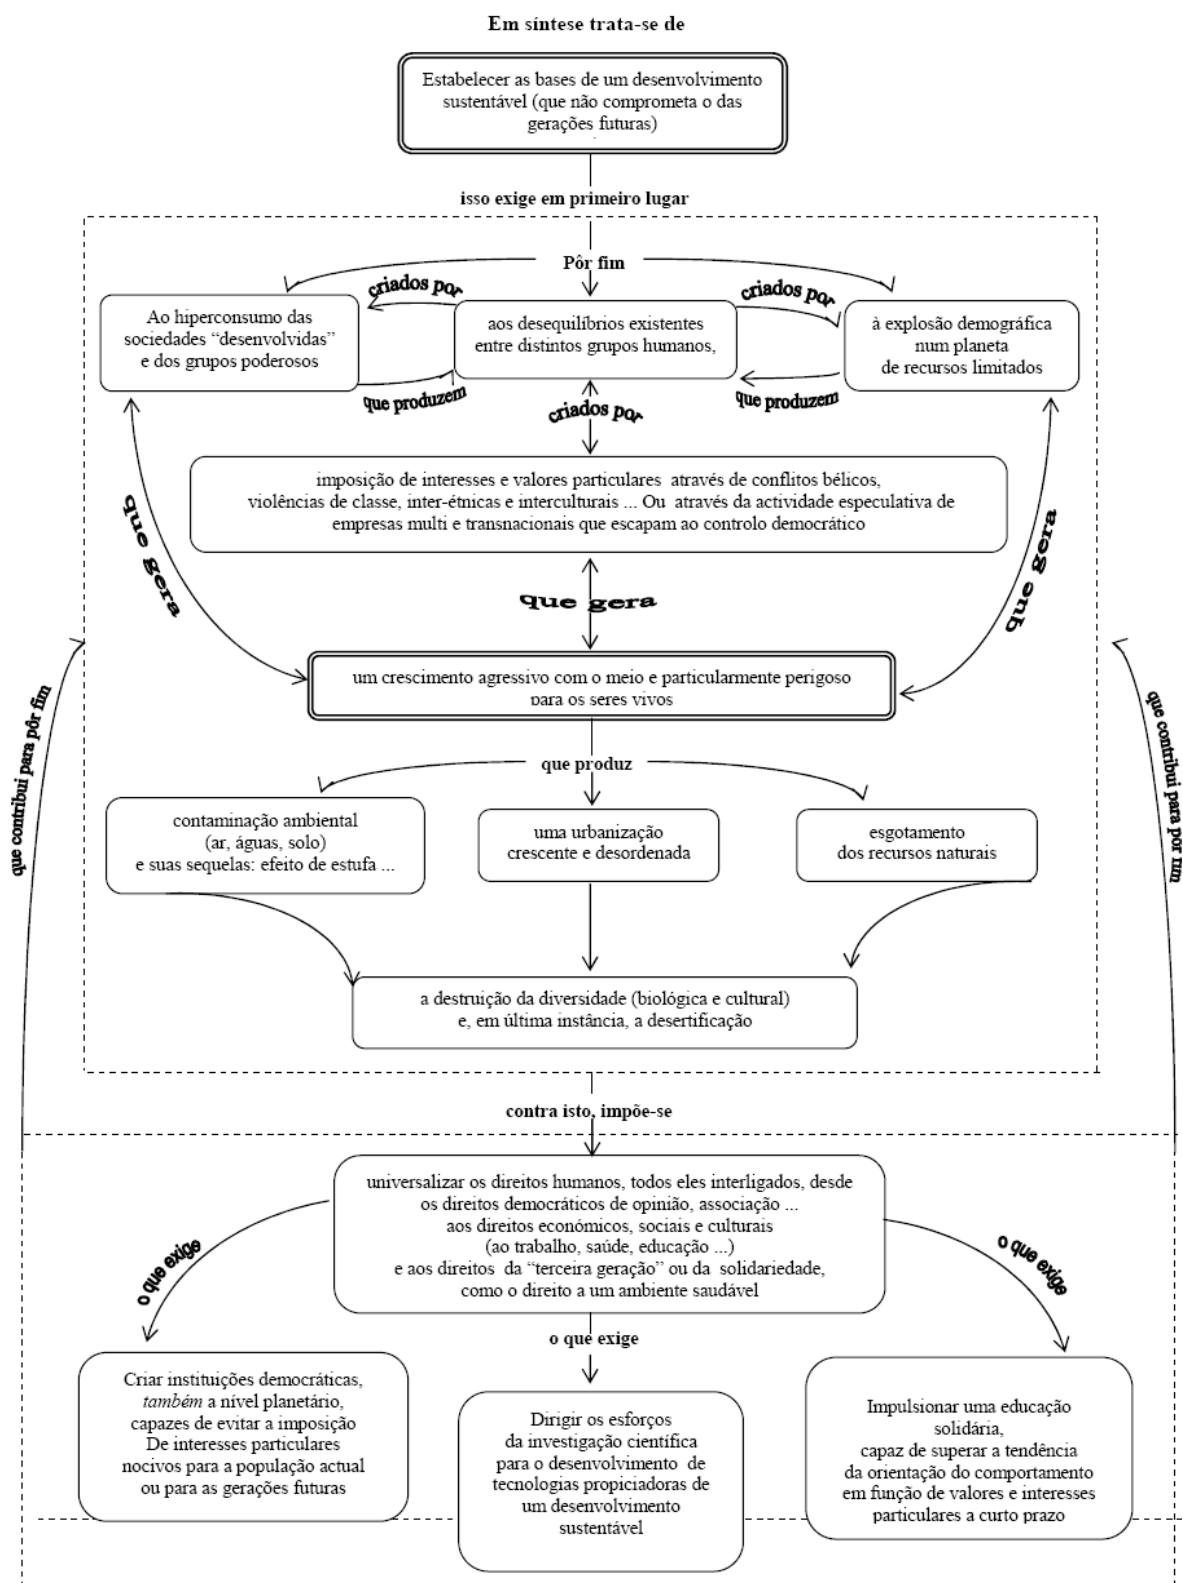 Em síntese trata-se de
Estabelecer as bases de um desenvolvimento
sustentável (que não comprometa o das
gerações futuras)
isso exige em primeiro lugar
Pôr fim
criados por
criados por
Ao hiperconsumo das
sociedades “desenvolvidas”
e dos grupos poderosos
aos desequilíbrios existentes
entre distintos grupos humanos,
à explosão demográfica
num planeta
de recursos limitados
que produzem
criados por
que produzem
imposição de interesses e valores particulares através de conflitos bélicos,
violências de classe, inter-étnicas e interculturais ... Ou através da actividade especulativa de
empresas multi e transnacionais que escapam ao controlo democrático
que gera
que gera
que gera
um crescimento agressivo com o meio e particularmente perigoso
para os seres vivos
que contribui para pôr fim
que contribui para pôr
que produz
contaminação ambiental
(ar, águas, solo)
e suas sequelas: efeito de estufa ...
uma urbanização
crescente e desordenada
esgotamento
dos recursos naturais
a destruição da diversidade (biológica e cultural)
e, em última instância, a desertificação
contra isto, impõe-se
universalizar os direitos humanos, todos eles interligados, desde
os direitos democráticos de opinião, associação ...
aos direitos económicos, sociais e culturais
(ao trabalho, saúde, educação ...)
e aos direitos da “terceira geração” ou da solidariedade,
como o direito a um ambiente saudável
o que exige
o que exige
o que exige
Criar instituições democráticas,
também a nível planetário,
capazes de evitar a imposição
De interesses particulares
nocivos para a população actual
ou para as gerações futuras
Dirigir os esforços
da investigação científica
para o desenvolvimento de
tecnologias propiciadoras de
um desenvolvimento
sustentável
Impulsionar uma educação
solidária,
capaz de superar a tendência
da orientação do comportamento
em função de valores e interesses
particulares a curto prazo